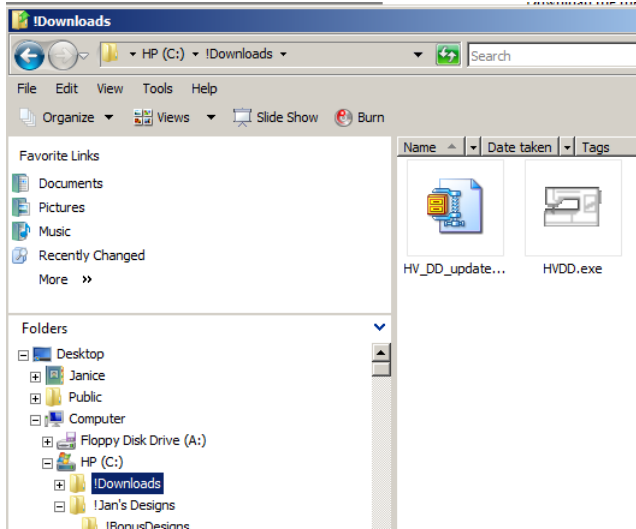 !Downloads
HP (C:) !Downloads Search
File Edit View Tools Help
Organize Views Slide Show Burn
Favorite Links
Documents
Pictures
Music
Recently Changed
More »
Name Date taken Tags
HV_DD_update... HVDD.exe
Folders
Desktop
Janice
Public
Computer
Floppy Disk Drive (A:)
HP (C:)
!Downloads
!Jan's Designs
!BonusDesigns